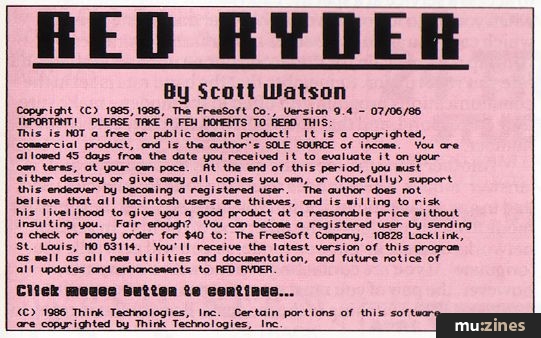 RED RYDER
By Scott Watson
Copyright (C) 1985,1986, The FreeSoft Co., Version 9.4 - 07/06/86
IMPORTANT!  PLEASE TAKE A FEW MOMENTS TO READ THIS:
This is NOT a free or public domain product!  It is a copyrighted,
commercial product, and is the author's SOLE SOURCE of income.  You are
allowed 45 days from the date you received it to evaluate it on your
own terms, at your own pace.  At the end of this period, you must
either destroy or give away all copies you own, or (hopefully) support
this endeaver by becoming a registered user.  The author does not
believe that all Macintosh users are thieves, and is willing to risk
his livelihood to give you a good product at a reasonable price without
insulting you.  Fair enough?  You can become a registered user by sending
a check or money order for $40 to: The FreeSoft Company, 10828 Lacklink,
St. Louis, MO 63114.  You'll receive the latest version of this program
as well as all new utilities and documentation, and future notice of
all updates and enhancements to RED RYDER.
Click mouse button to continue...
(C) 1986 Think Technologies, Inc.  Certain portions of this software
are copyrighted by Think Technologies, Inc.
mu:zines